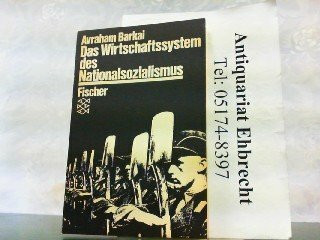 Avraham Barkai
Das Wirtschaftssystem
des
Nationalsozialismus
Fischer
Antiquariat Ehbrecht
Tel: 05174-8397